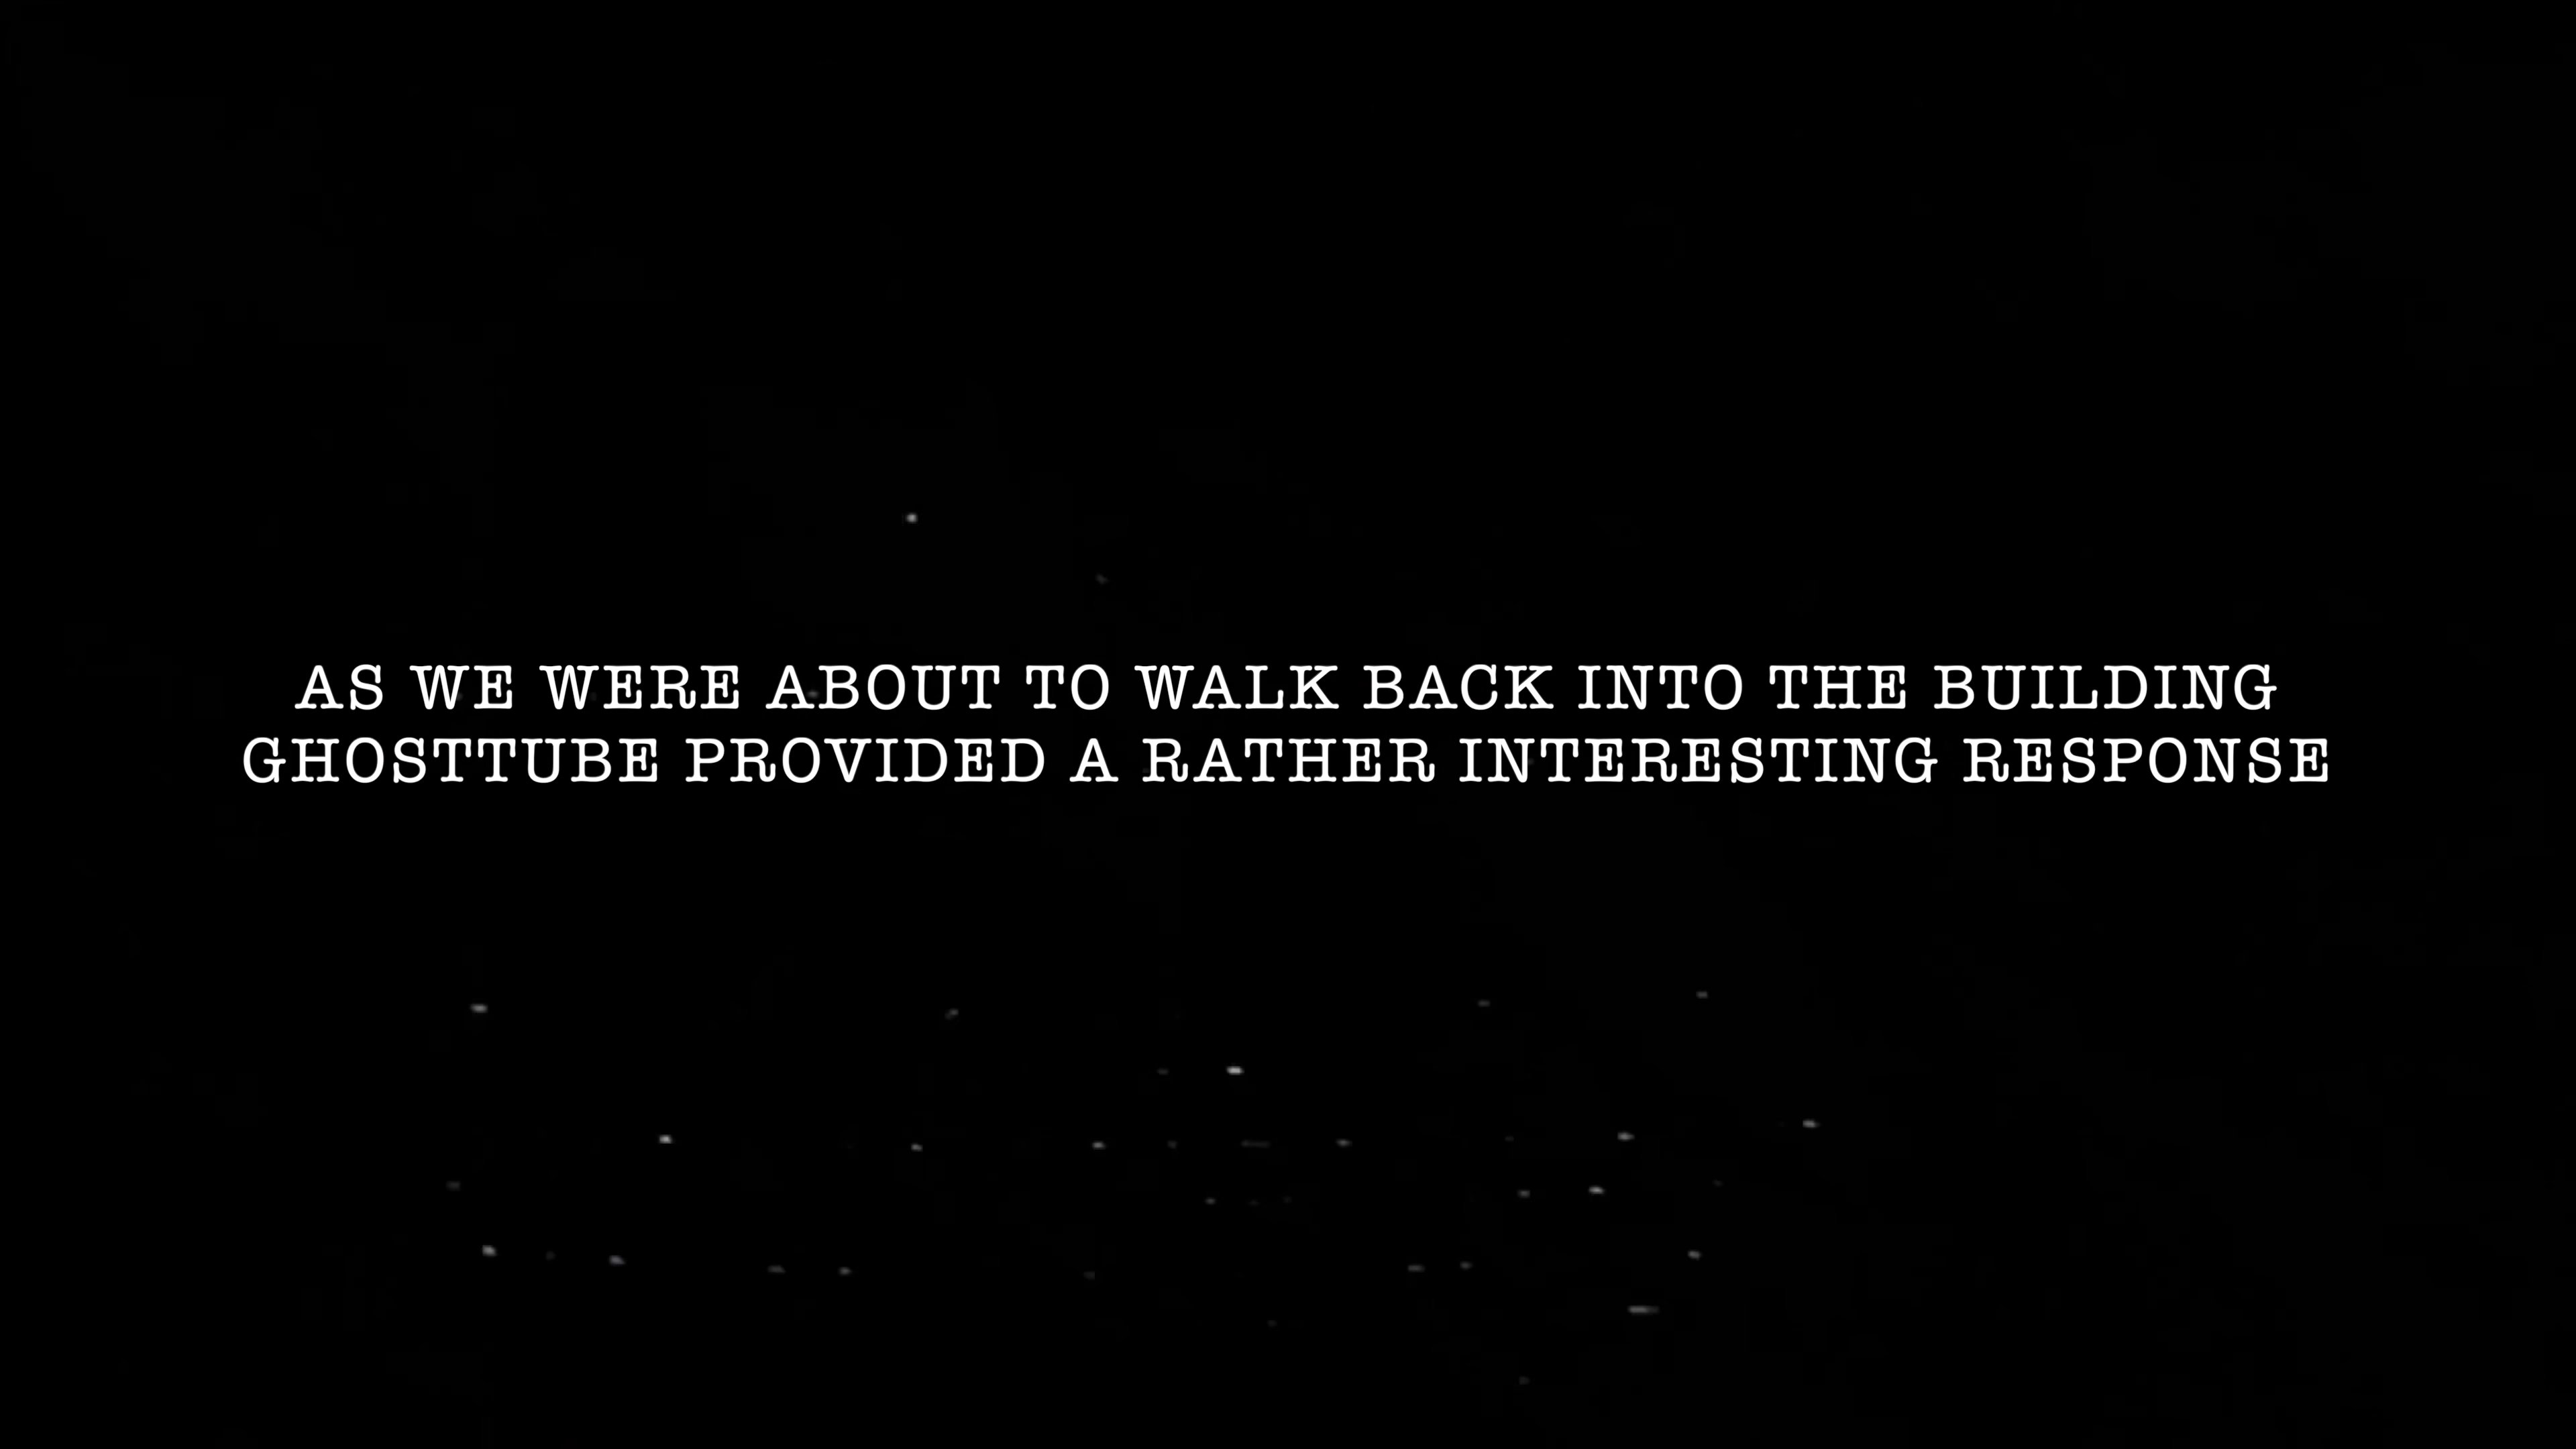 AS WE WERE ABOUT TO WALK BACK INTO THE BUILDING
GHOSTTUBE PROVIDED A RATHER INTERESTING RESPONSE